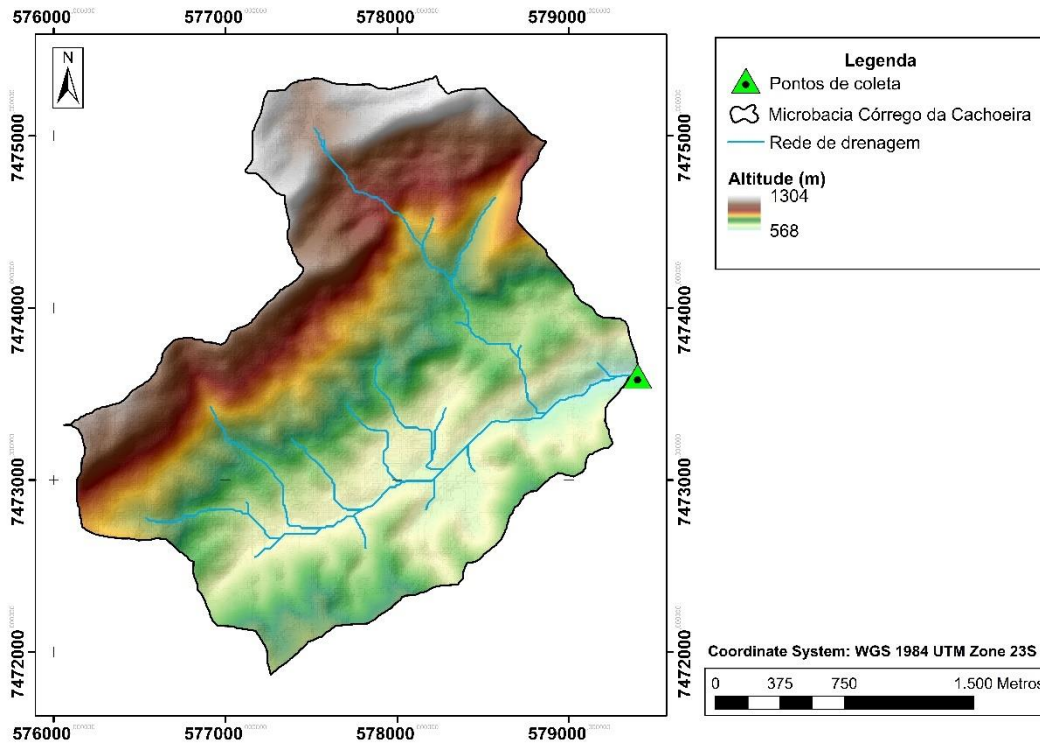 576000 577000 578000 579000
7475000 7475000
7474000 7474000
7473000 7473000
7472000 7472000
576000 577000 578000 579000
N
Legenda
Pontos de coleta
Microbacia Córrego da Cachoeira
Rede de drenagem
Altitude (m)
1304
568
Coordinate System: WGS 1984 UTM Zone 23S
0 375 750 1.500 Metros